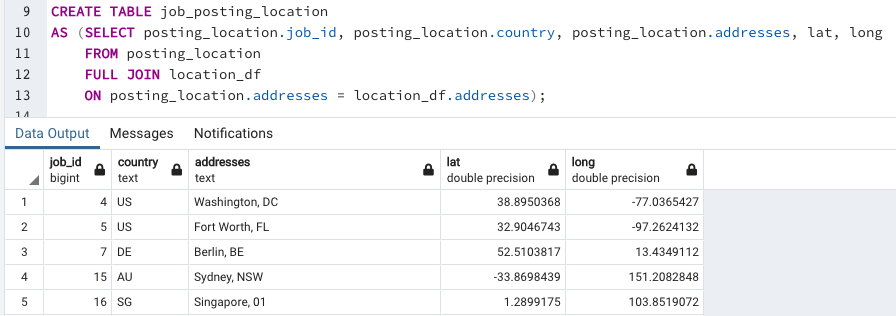 9 CREATE TABLE job_posting_location
10 AS (SELECT posting_location.job_id, posting_location.country, posting_location.addresses, lat, long
11 FROM posting_location
12 FULL JOIN location_df
13 ON posting_location.addresses = location_df.addresses);
14
Data Output Messages Notifications
job_id country addresses lat long
bigint text text double precision double precision
1 4 US Washington, DC 38.8950368 -77.0365427
2 5 US Fort Worth, FL 32.9046743 -97.2624132
3 7 DE Berlin, BE 52.5103817 13.4349112
4 15 AU Sydney, NSW -33.8698439 151.2082848
5 16 SG Singapore, 01 1.2899175 103.8519072